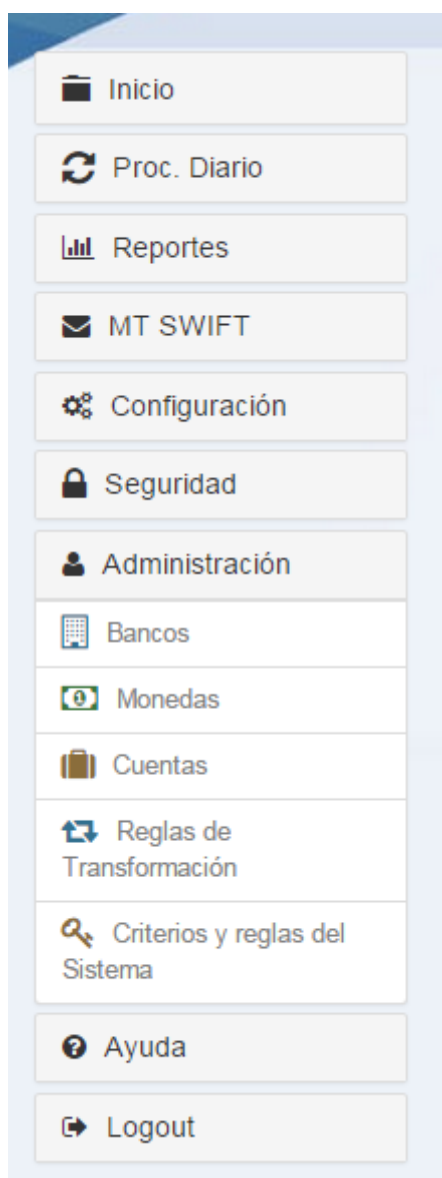 Inicio
Proc. Diario
Reportes
MT SWIFT
Configuración
Seguridad
Administración
Bancos
Monedas
Cuentas
Reglas de
Transformación
Criterios y reglas del
Sistema
Ayuda
Logout